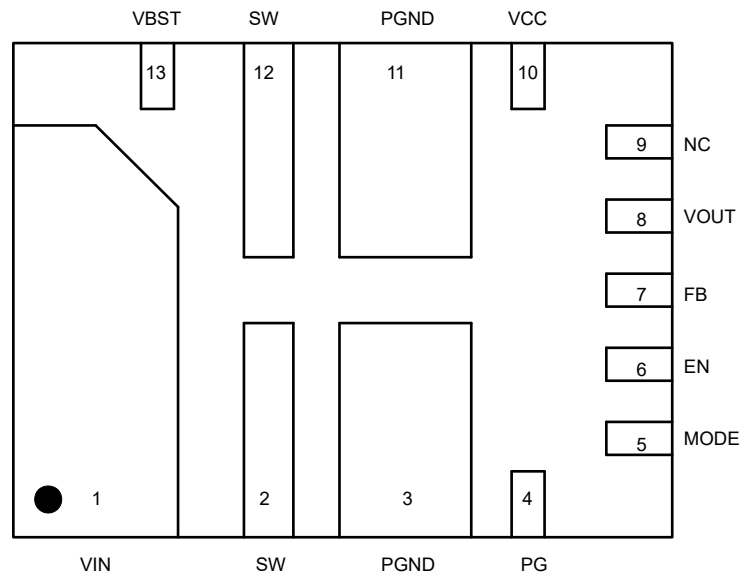 VBST SW PGND VCC
13 12 11 10
9 NC
8 VOUT
7 FB
6 EN
5 MODE
1 2 3 4
VIN SW PGND PG